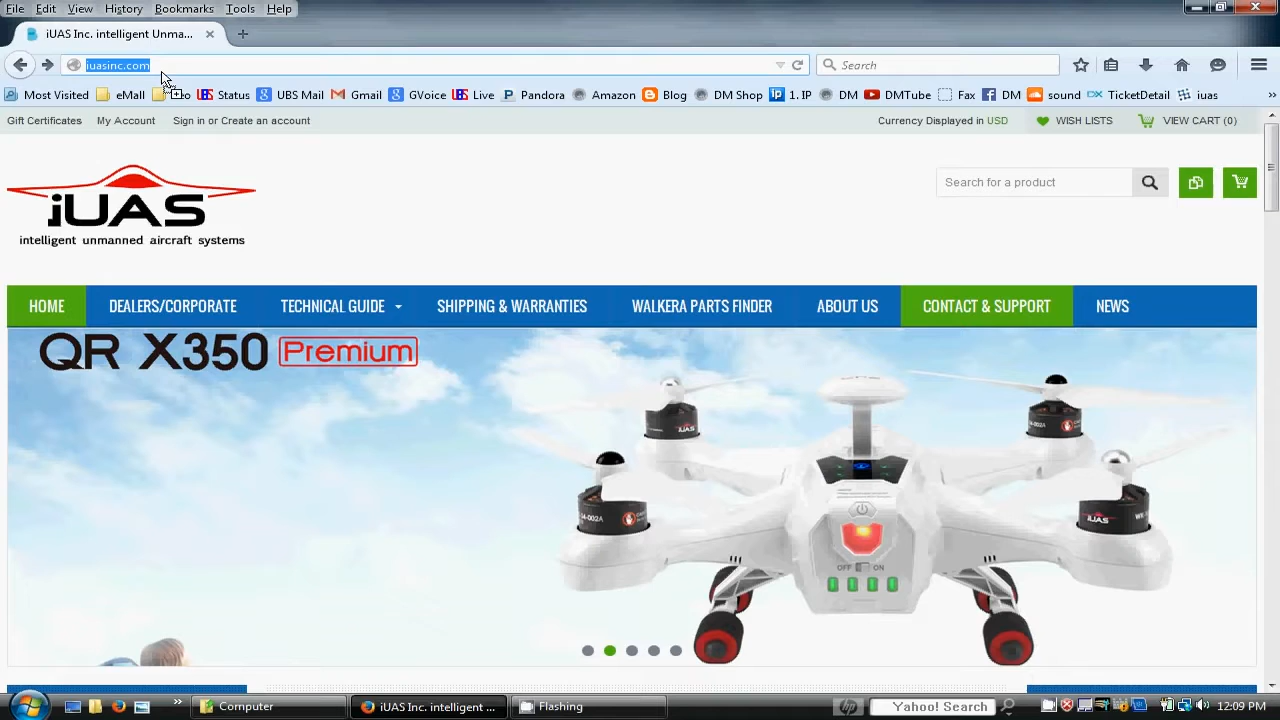 File Edit View History Bookmarks Tools Help
iUAS Inc. intelligent Unma...
iuasinc.com
Search
Most Visited eMall Status UBS Mail Gmail GVoice Live Pandora Amazon Blog DM Shop 1. IP DM DMTube Fax DM sound TicketDetail iuas
Gift Certificates My Account Sign in or Create an account Currency Displayed in USD WISH LISTS VIEW CART (0)
iUAS
intelligent unmanned aircraft systems
Search for a product
HOME DEALERS/CORPORATE TECHNICAL GUIDE SHIPPING & WARRANTIES WALKERA PARTS FINDER ABOUT US CONTACT & SUPPORT NEWS
QR X350 Premium
OFF ON
Computer iUAS Inc. intelligent ... Flashing Yahoo! Search 12:09 PM